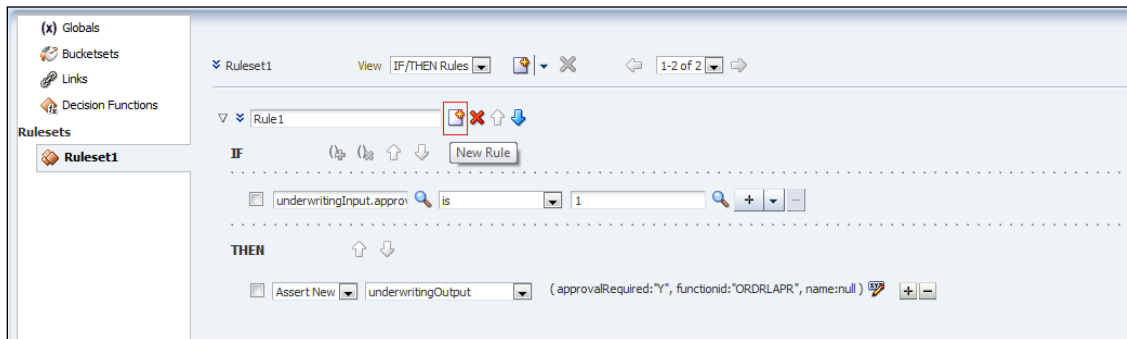 (x) Globals
Bucketsets
Links
Decision Functions
Rulesets
Ruleset1
Ruleset1 View IF/THEN Rules 1-2 of 2
Rule1
New Rule
IF
underwritingInput.approv is 1 + −
THEN
Assert New underwritingOutput ( approvalRequired:"Y", functionid:"ORDRLAPR", name:null ) + −